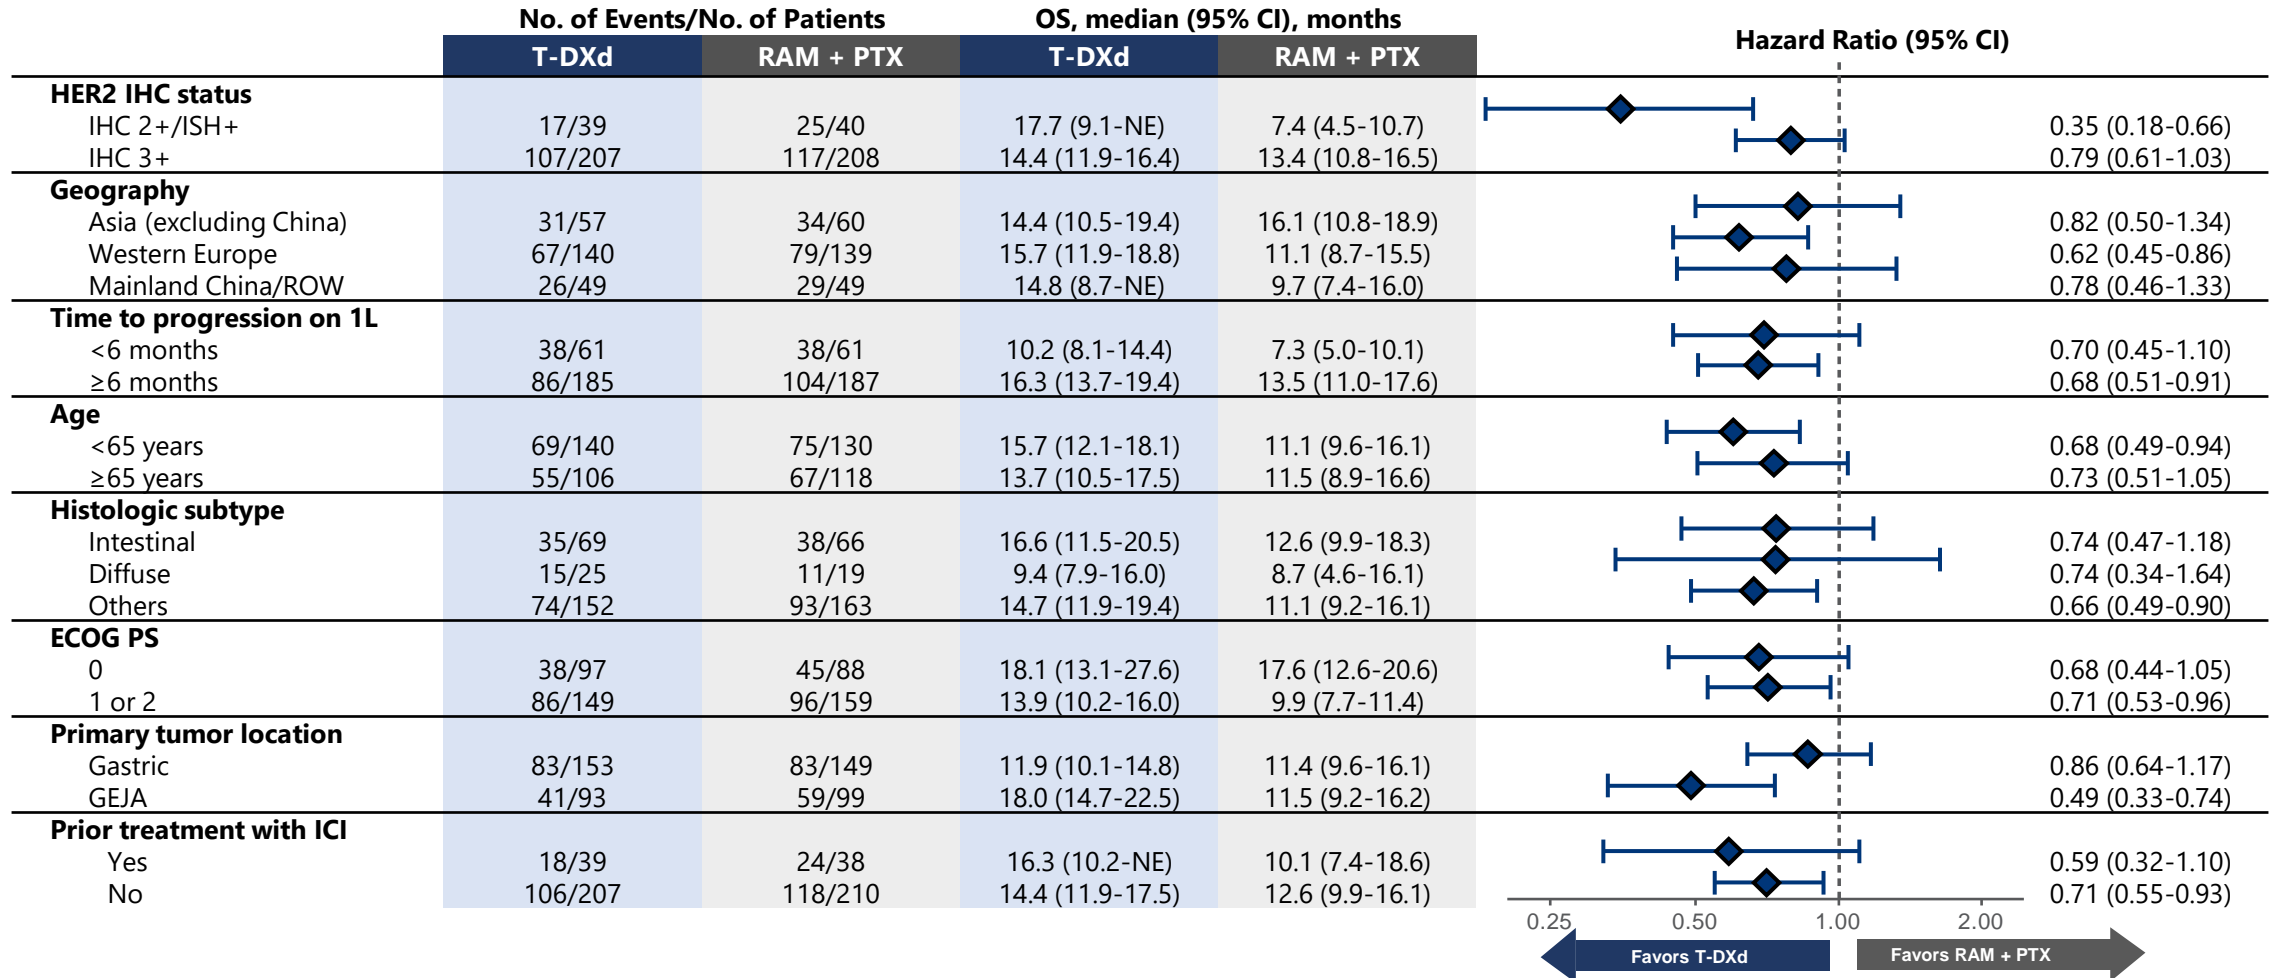 No. of Events/No. of Patients OS, median (95% CI), months
Hazard Ratio (95% CI)
T-DXd RAM + PTX T-DXd RAM + PTX
HER2 IHC status
IHC 2+/ISH+ 17/39 25/40 17.7 (9.1-NE) 7.4 (4.5-10.7) 0.35 (0.18-0.66)
IHC 3+ 107/207 117/208 14.4 (11.9-16.4) 13.4 (10.8-16.5) 0.79 (0.61-1.03)
Geography
Asia (excluding China) 31/57 34/60 14.4 (10.5-19.4) 16.1 (10.8-18.9) 0.82 (0.50-1.34)
Western Europe 67/140 79/139 15.7 (11.9-18.8) 11.1 (8.7-15.5) 0.62 (0.45-0.86)
Mainland China/ROW 26/49 29/49 14.8 (8.7-NE) 9.7 (7.4-16.0) 0.78 (0.46-1.33)
Time to progression on 1L
<6 months 38/61 38/61 10.2 (8.1-14.4) 7.3 (5.0-10.1) 0.70 (0.45-1.10)
≥6 months 86/185 104/187 16.3 (13.7-19.4) 13.5 (11.0-17.6) 0.68 (0.51-0.91)
Age
<65 years 69/140 75/130 15.7 (12.1-18.1) 11.1 (9.6-16.1) 0.68 (0.49-0.94)
≥65 years 55/106 67/118 13.7 (10.5-17.5) 11.5 (8.9-16.6) 0.73 (0.51-1.05)
Histologic subtype
Intestinal 35/69 38/66 16.6 (11.5-20.5) 12.6 (9.9-18.3) 0.74 (0.47-1.18)
Diffuse 15/25 11/19 9.4 (7.9-16.0) 8.7 (4.6-16.1) 0.74 (0.34-1.64)
Others 74/152 93/163 14.7 (11.9-19.4) 11.1 (9.2-16.1) 0.66 (0.49-0.90)
ECOG PS
0 38/97 45/88 18.1 (13.1-27.6) 17.6 (12.6-20.6) 0.68 (0.44-1.05)
1 or 2 86/149 96/159 13.9 (10.2-16.0) 9.9 (7.7-11.4) 0.71 (0.53-0.96)
Primary tumor location
Gastric 83/153 83/149 11.9 (10.1-14.8) 11.4 (9.6-16.1) 0.86 (0.64-1.17)
GEJA 41/93 59/99 18.0 (14.7-22.5) 11.5 (9.2-16.2) 0.49 (0.33-0.74)
Prior treatment with ICI
Yes 18/39 24/38 16.3 (10.2-NE) 10.1 (7.4-18.6) 0.59 (0.32-1.10)
No 106/207 118/210 14.4 (11.9-17.5) 12.6 (9.9-16.1) 0.71 (0.55-0.93)
0.25 0.50 1.00 2.00
Favors T-DXd Favors RAM + PTX